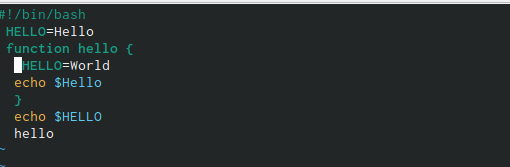 #!/bin/bash
HELLO=Hello
function hello {
HELLO=World
echo $Hello
}
echo $HELLO
hello
~
~